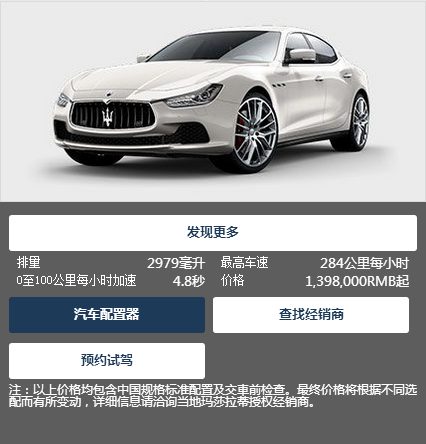 发现更多
排量 2979毫升 最高车速 284公里每小时
0至100公里每小时加速 4.8秒 价格 1,398,000RMB起
汽车配置器 查找经销商
预约试驾
注：以上价格均包含中国规格标准配置及交車前检查。最终价格将根据不同选
配而有所变动，详细信息请洽询当地玛莎拉蒂授权经销商。